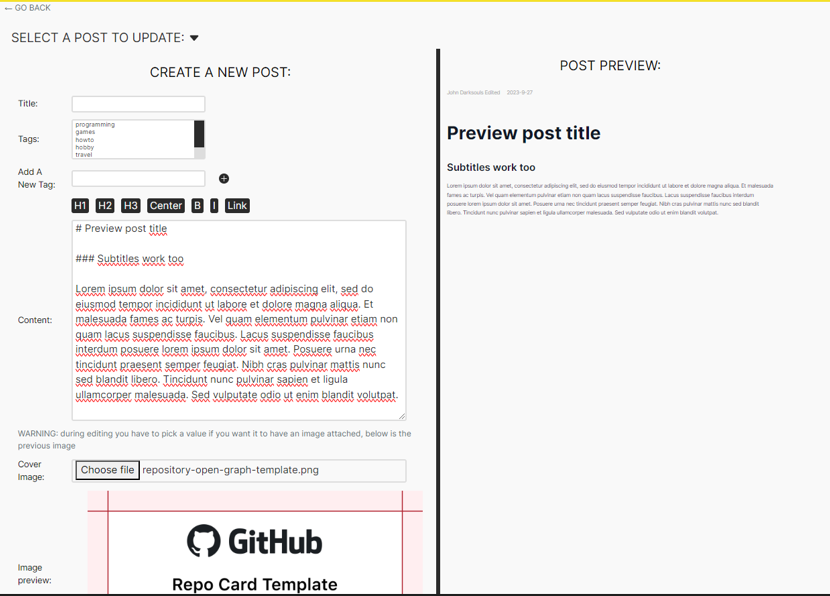 ← GO BACK
SELECT A POST TO UPDATE:
CREATE A NEW POST:
Title:
Tags:
programming
games
howto
hobby
travel
Add A
New Tag:
H1 H2 H3 Center B I Link
Content:
# Preview post title
### Subtitles work too
Lorem ipsum dolor sit amet, consectetur adipiscing elit, sed do
eiusmod tempor incididunt ut labore et dolore magna aliqua. Et
malesuada fames ac turpis. Vel quam elementum pulvinar etiam non
quam lacus suspendisse faucibus. Lacus suspendisse faucibus
interdum posuere lorem ipsum dolor sit amet. Posuere urna nec
tincidunt praesent semper feugiat. Nibh cras pulvinar mattis nunc
sed blandit libero. Tincidunt nunc pulvinar sapien et ligula
ullamcorper malesuada. Sed vulputate odio ut enim blandit volutpat.
WARNING: during editing you have to pick a value if you want it to have an image attached, below is the
previous image
Cover
Image:
Choose file repository-open-graph-template.png
Image
preview:
GitHub
Repo Card Template
POST PREVIEW:
John Darksouls Edited 2023-9-27
Preview post title
Subtitles work too
Lorem ipsum dolor sit amet, consectetur adipiscing elit, sed do eiusmod tempor incididunt ut labore et dolore magna aliqua. Et malesuada
fames ac turpis. Vel quam elementum pulvinar etiam non quam lacus suspendisse faucibus. Lacus suspendisse faucibus interdum
posuere lorem ipsum dolor sit amet. Posuere urna nec tincidunt praesent semper feugiat. Nibh cras pulvinar mattis nunc sed blandit
libero. Tincidunt nunc pulvinar sapien et ligula ullamcorper malesuada. Sed vulputate odio ut enim blandit volutpat.